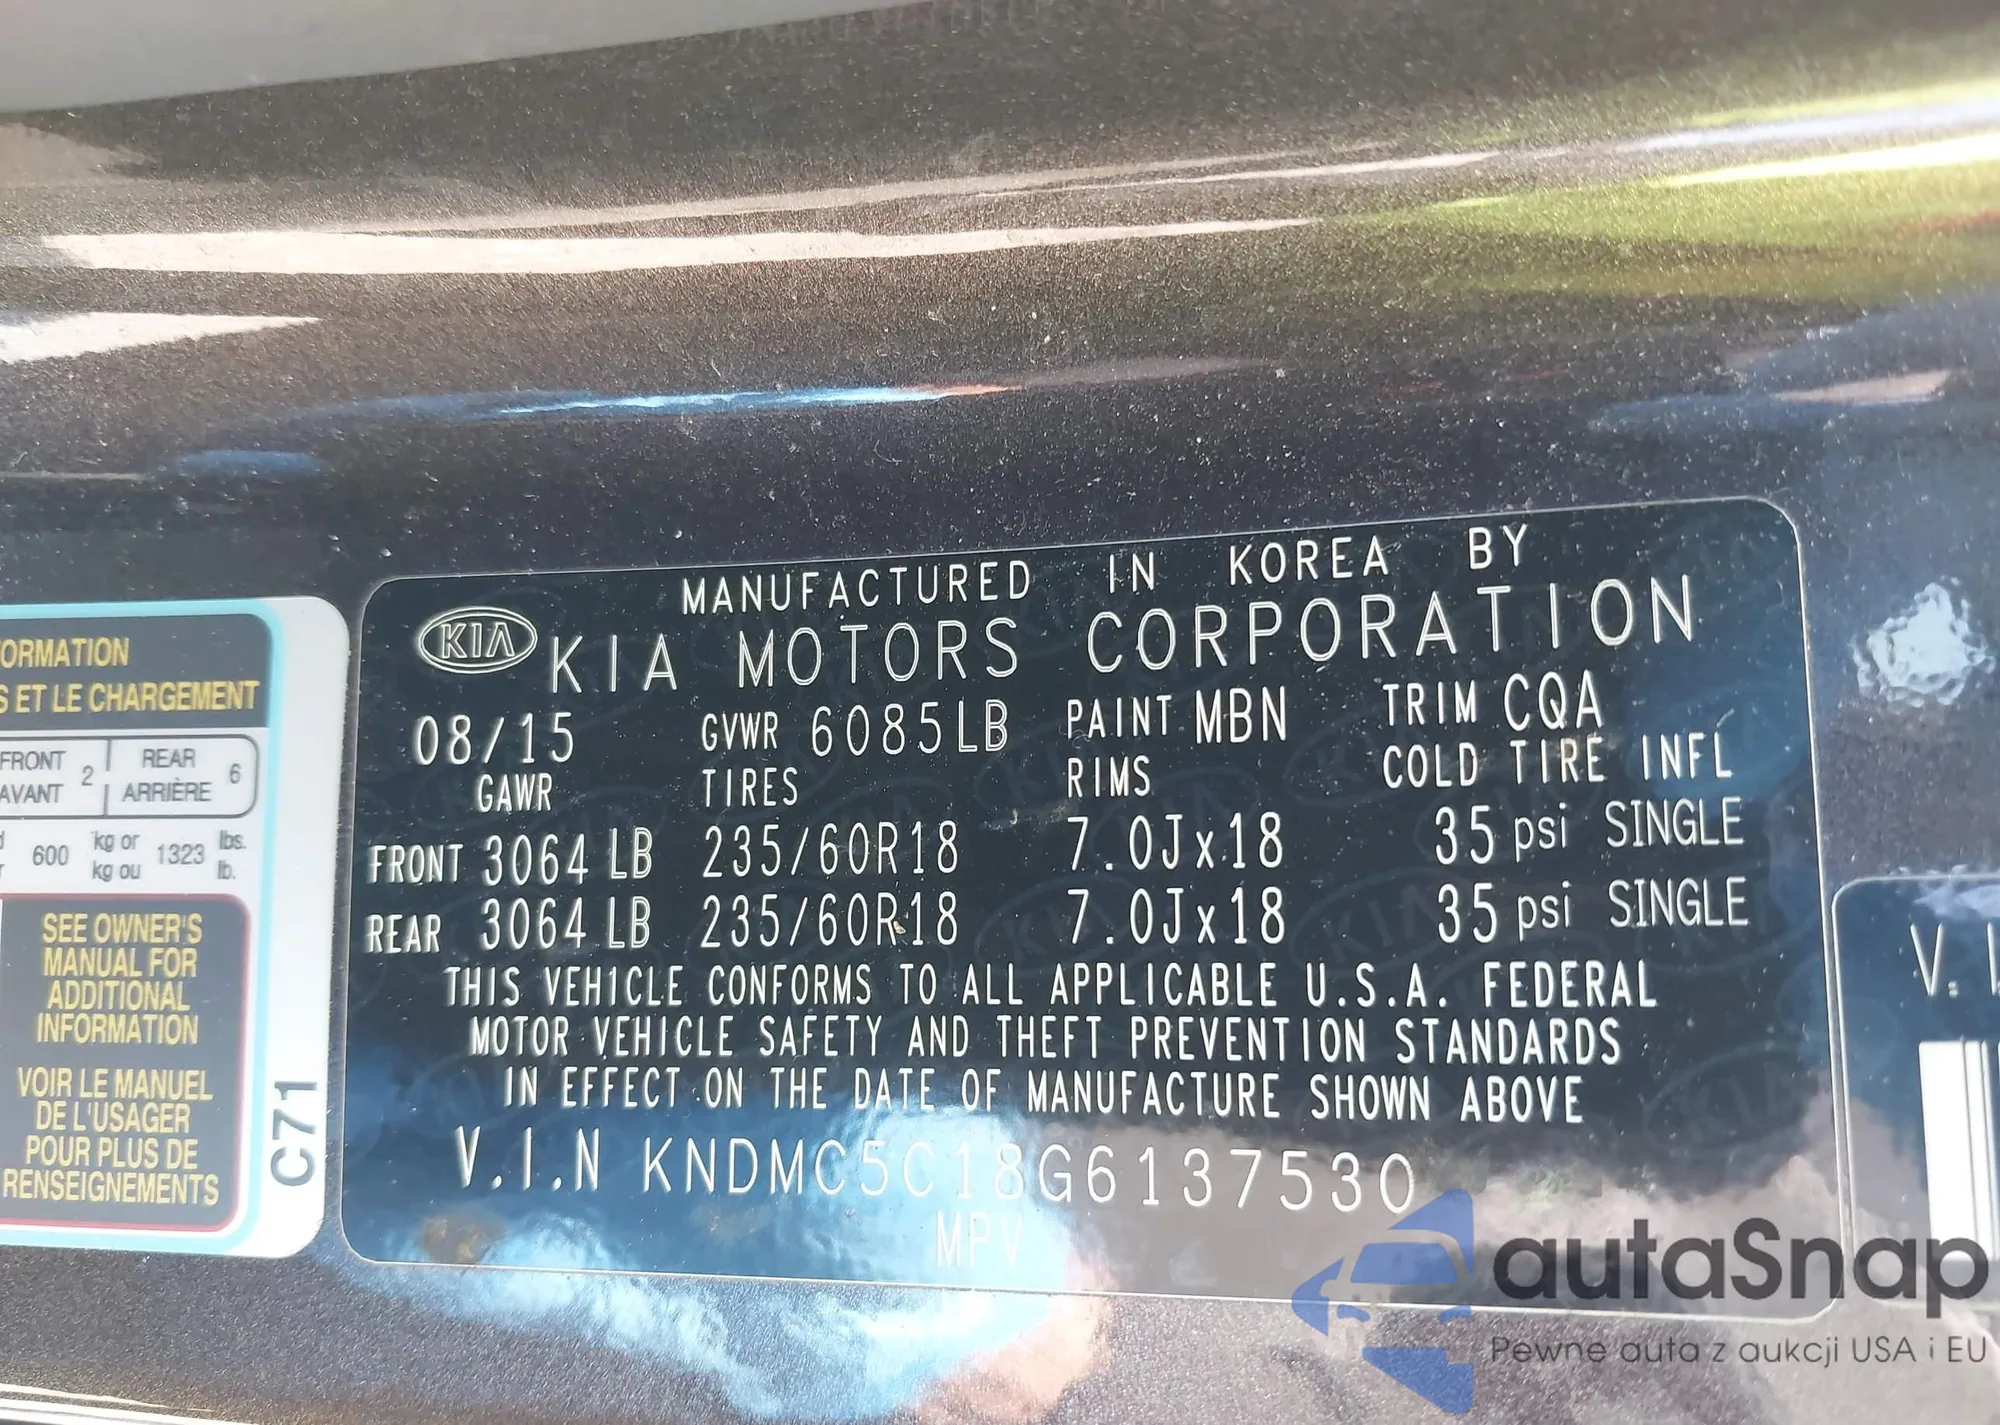 MANUFACTURED IN KOREA BY
KIA KIA MOTORS CORPORATION
08/15 GVWR 6085LB PAINT MBN TRIM CQA
GAWR TIRES RIMS COLD TIRE INFL
FRONT 3064 LB 235/60R18 7.0Jx18 35 psi SINGLE
REAR 3064 LB 235/60R18 7.0Jx18 35 psi SINGLE
THIS VEHICLE CONFORMS TO ALL APPLICABLE U.S.A. FEDERAL
MOTOR VEHICLE SAFETY AND THEFT PREVENTION STANDARDS
IN EFFECT ON THE DATE OF MANUFACTURE SHOWN ABOVE
V.I.N KNDMC5C18G6137530
MPV
ORMATION
S ET LE CHARGEMENT
FRONT 2 REAR 6
AVANT ARRIÈRE
600 kg or 1323 lbs.
kg ou lb.
SEE OWNER'S
MANUAL FOR
ADDITIONAL
INFORMATION
VOIR LE MANUEL
DE L'USAGER
POUR PLUS DE
RENSEIGNEMENTS
C71
V. I.
autaSnap
Pewne auta z aukcji USA i EU